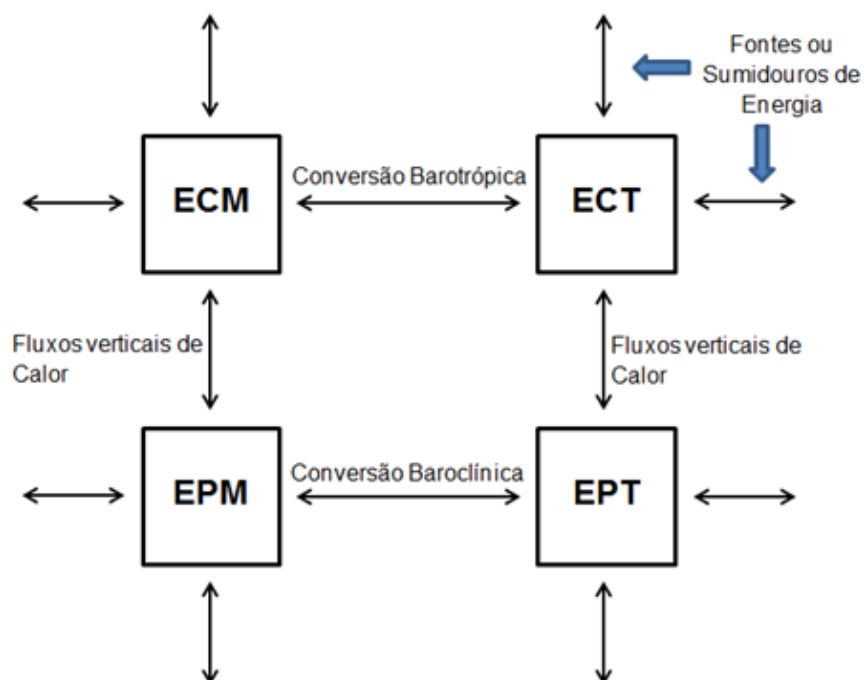 Fontes ou
Sumidouros de
Energia
ECM
Conversão Barotrópica
ECT
Fluxos verticais de
Calor
Fluxos verticais de
Calor
EPM
Conversão Baroclínica
EPT